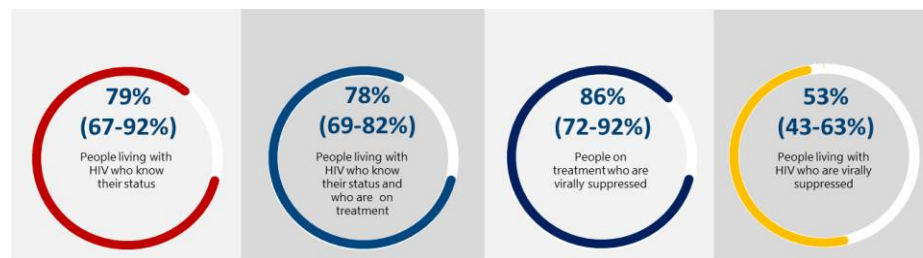 79%
(67-92%)
People living with
HIV who know
their status
78%
(69-82%)
People living with
HIV who know
their status and
who are on
treatment
86%
(72-92%)
People on
treatment who are
virally suppressed
53%
(43-63%)
People living with
HIV who are virally
suppressed